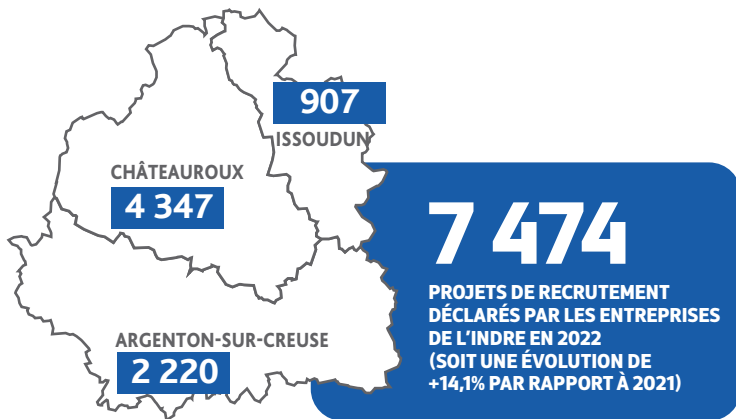 907
ISSOUDUN
CHÂTEAUROUX
4 347
ARGENTON-SUR-CREUSE
2 220
7 474
PROJETS DE RECRUTEMENT
DÉCLARÉS PAR LES ENTREPRISES
DE L'INDRE EN 2022
(SOIT UNE ÉVOLUTION DE
+14,1% PAR RAPPORT À 2021)